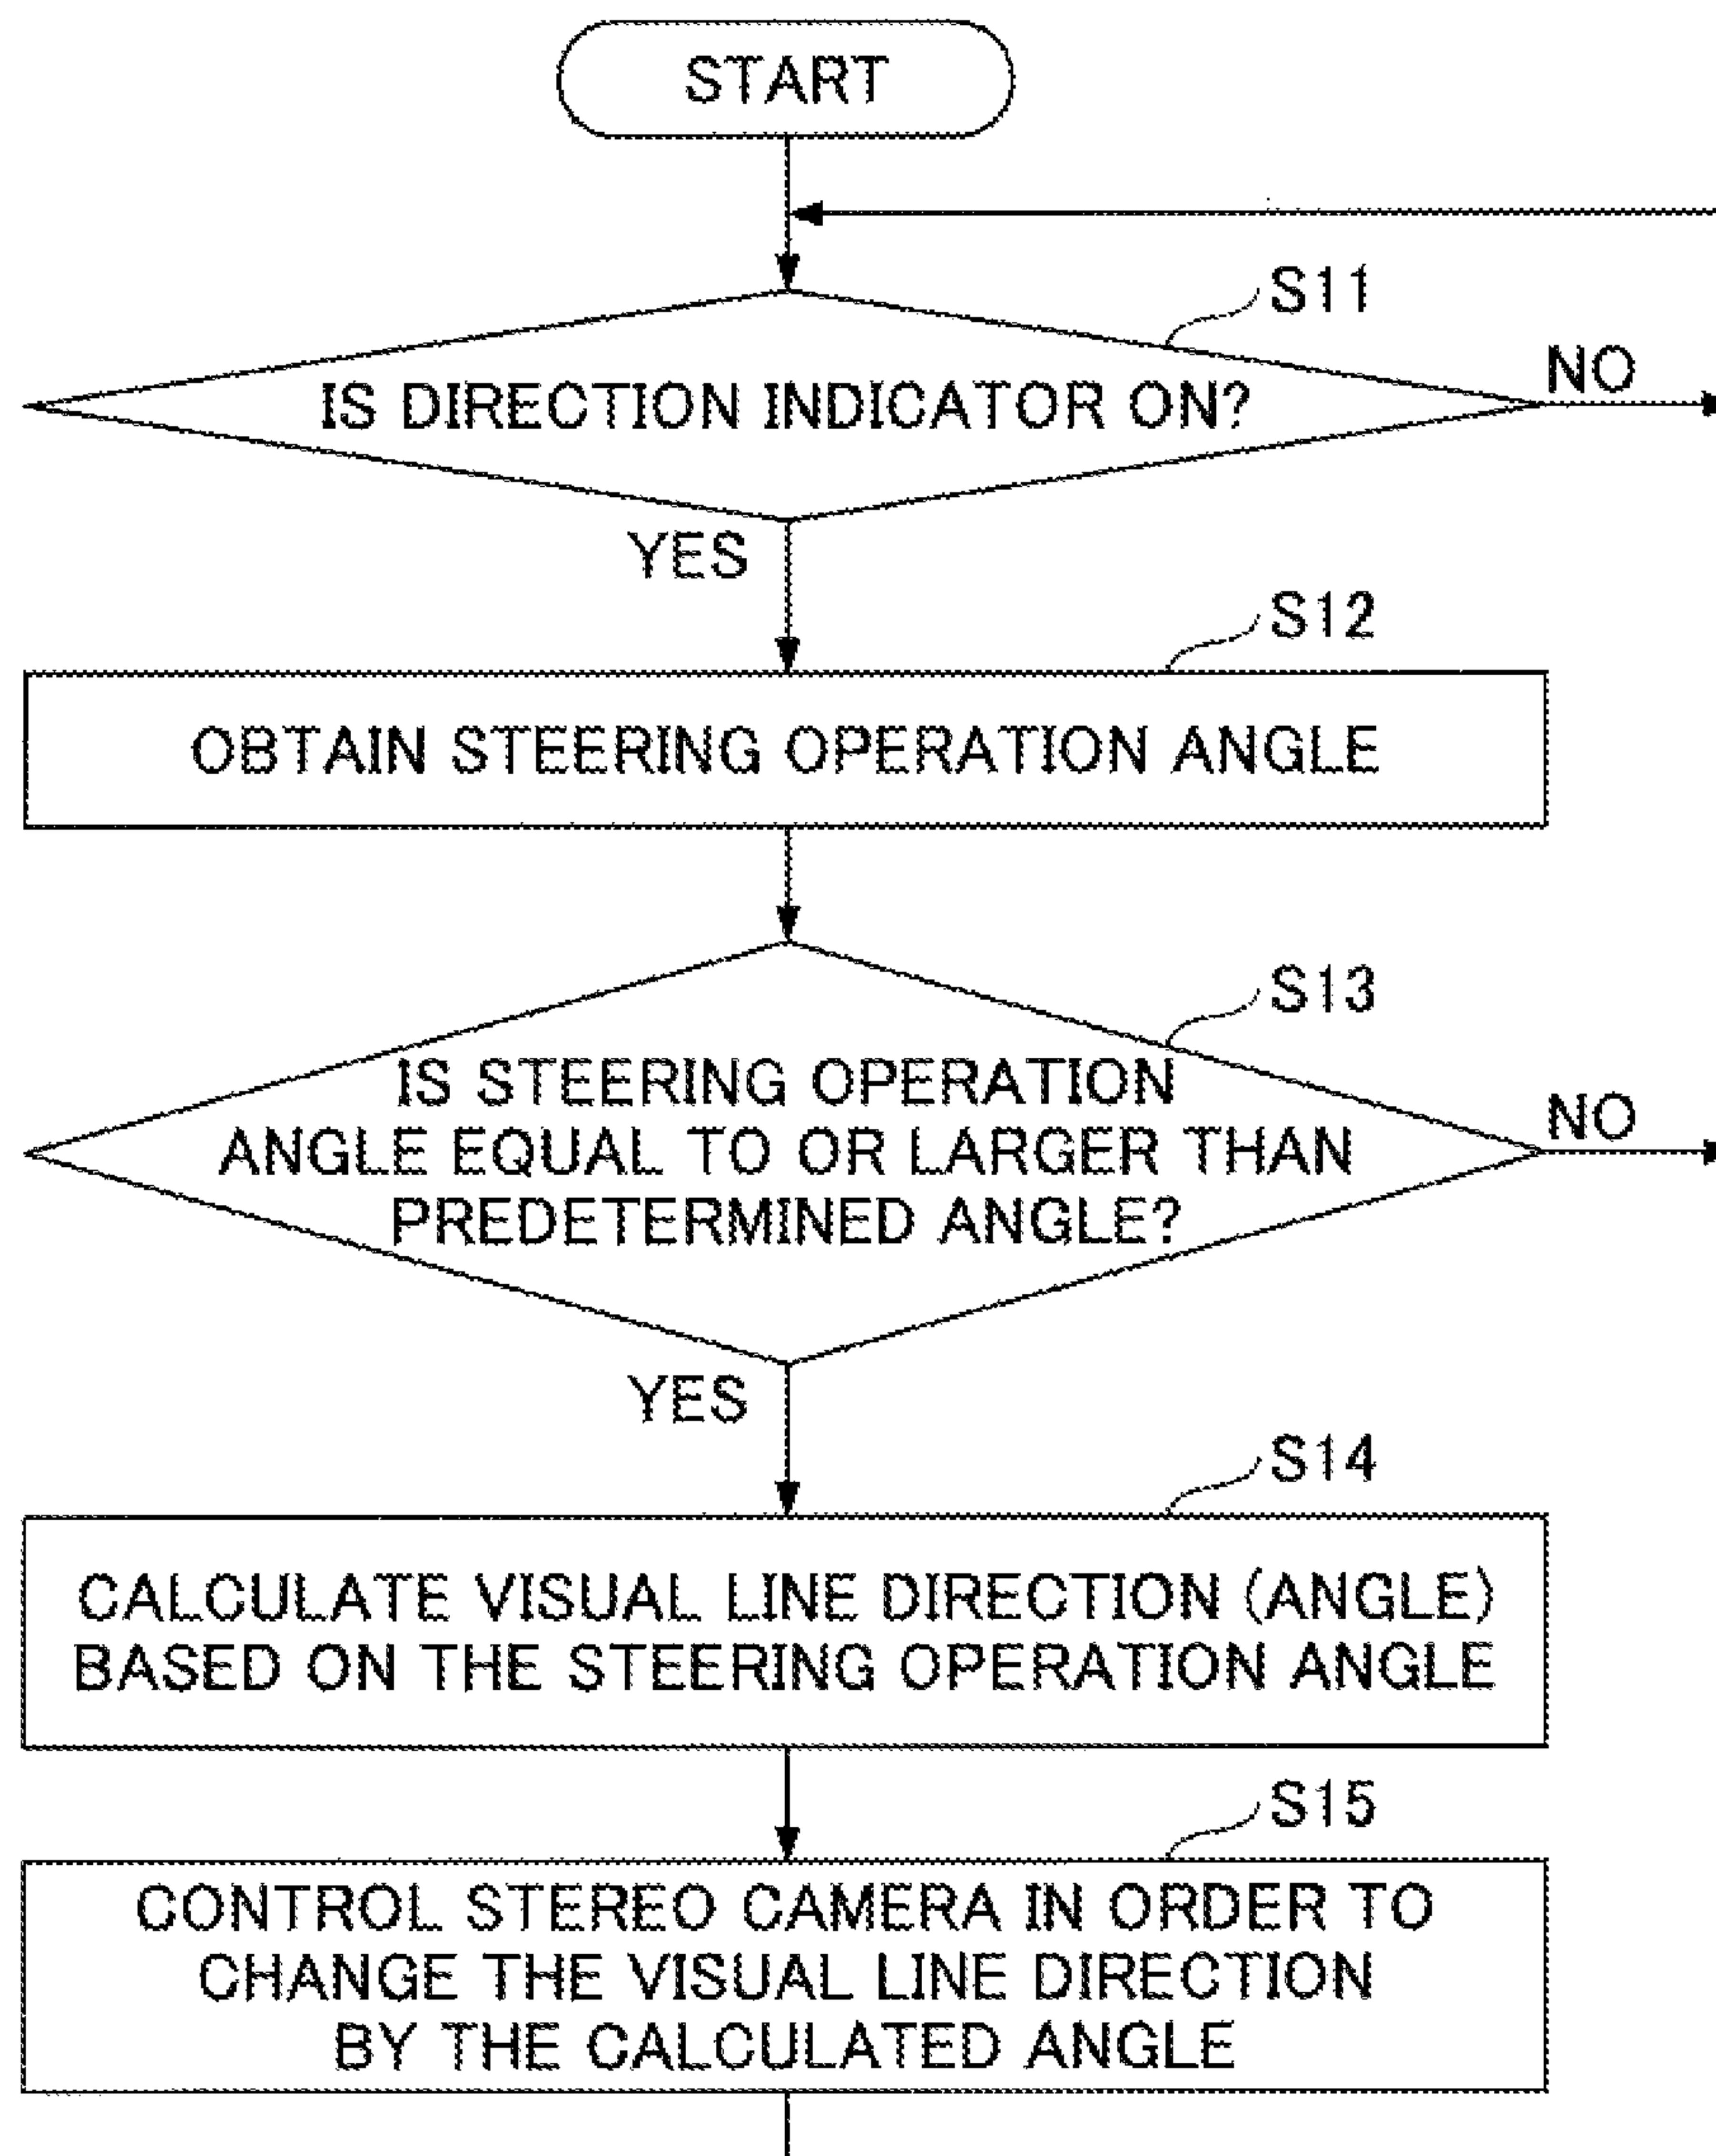 START
S11
IS DIRECTION INDICATOR ON?
NO
YES
S12
OBTAIN STEERING OPERATION ANGLE
S13
IS STEERING OPERATION
ANGLE EQUAL TO OR LARGER THAN
PREDETERMINED ANGLE?
NO
YES
S14
CALCULATE VISUAL LINE DIRECTION (ANGLE)
BASED ON THE STEERING OPERATION ANGLE
S15
CONTROL STEREO CAMERA IN ORDER TO
CHANGE THE VISUAL LINE DIRECTION
BY THE CALCULATED ANGLE